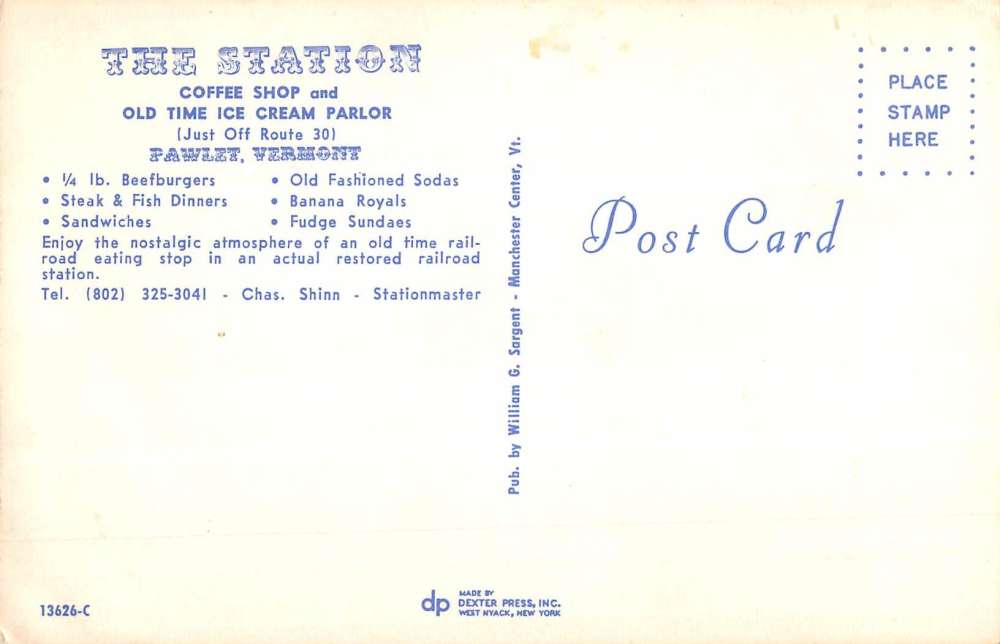 THE STATION
COFFEE SHOP and
OLD TIME ICE CREAM PARLOR
(Just Off Route 30)
PAWLET, VERMONT
• 1/4 lb. Beefburgers
• Steak & Fish Dinners
• Sandwiches
• Old Fashioned Sodas
• Banana Royals
• Fudge Sundaes
Enjoy the nostalgic atmosphere of an old time rail-
road eating stop in an actual restored railroad
station.
Tel. (802) 325-3041 - Chas. Shinn - Stationmaster
Pub. by William G. Sargent - Manchester Center, Vt.
PLACE
STAMP
HERE
Post Card
13626-C
dp
MADE BY
DEXTER PRESS, INC.
WEST NYACK, NEW YORK